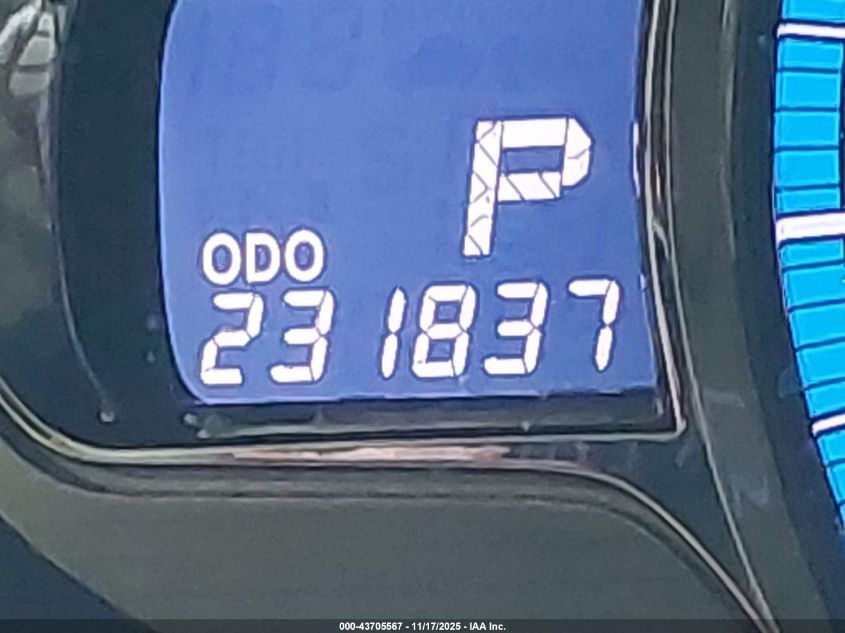 P
ODO
231837
000-43705567 - 11/17/2025 - IAA Inc.